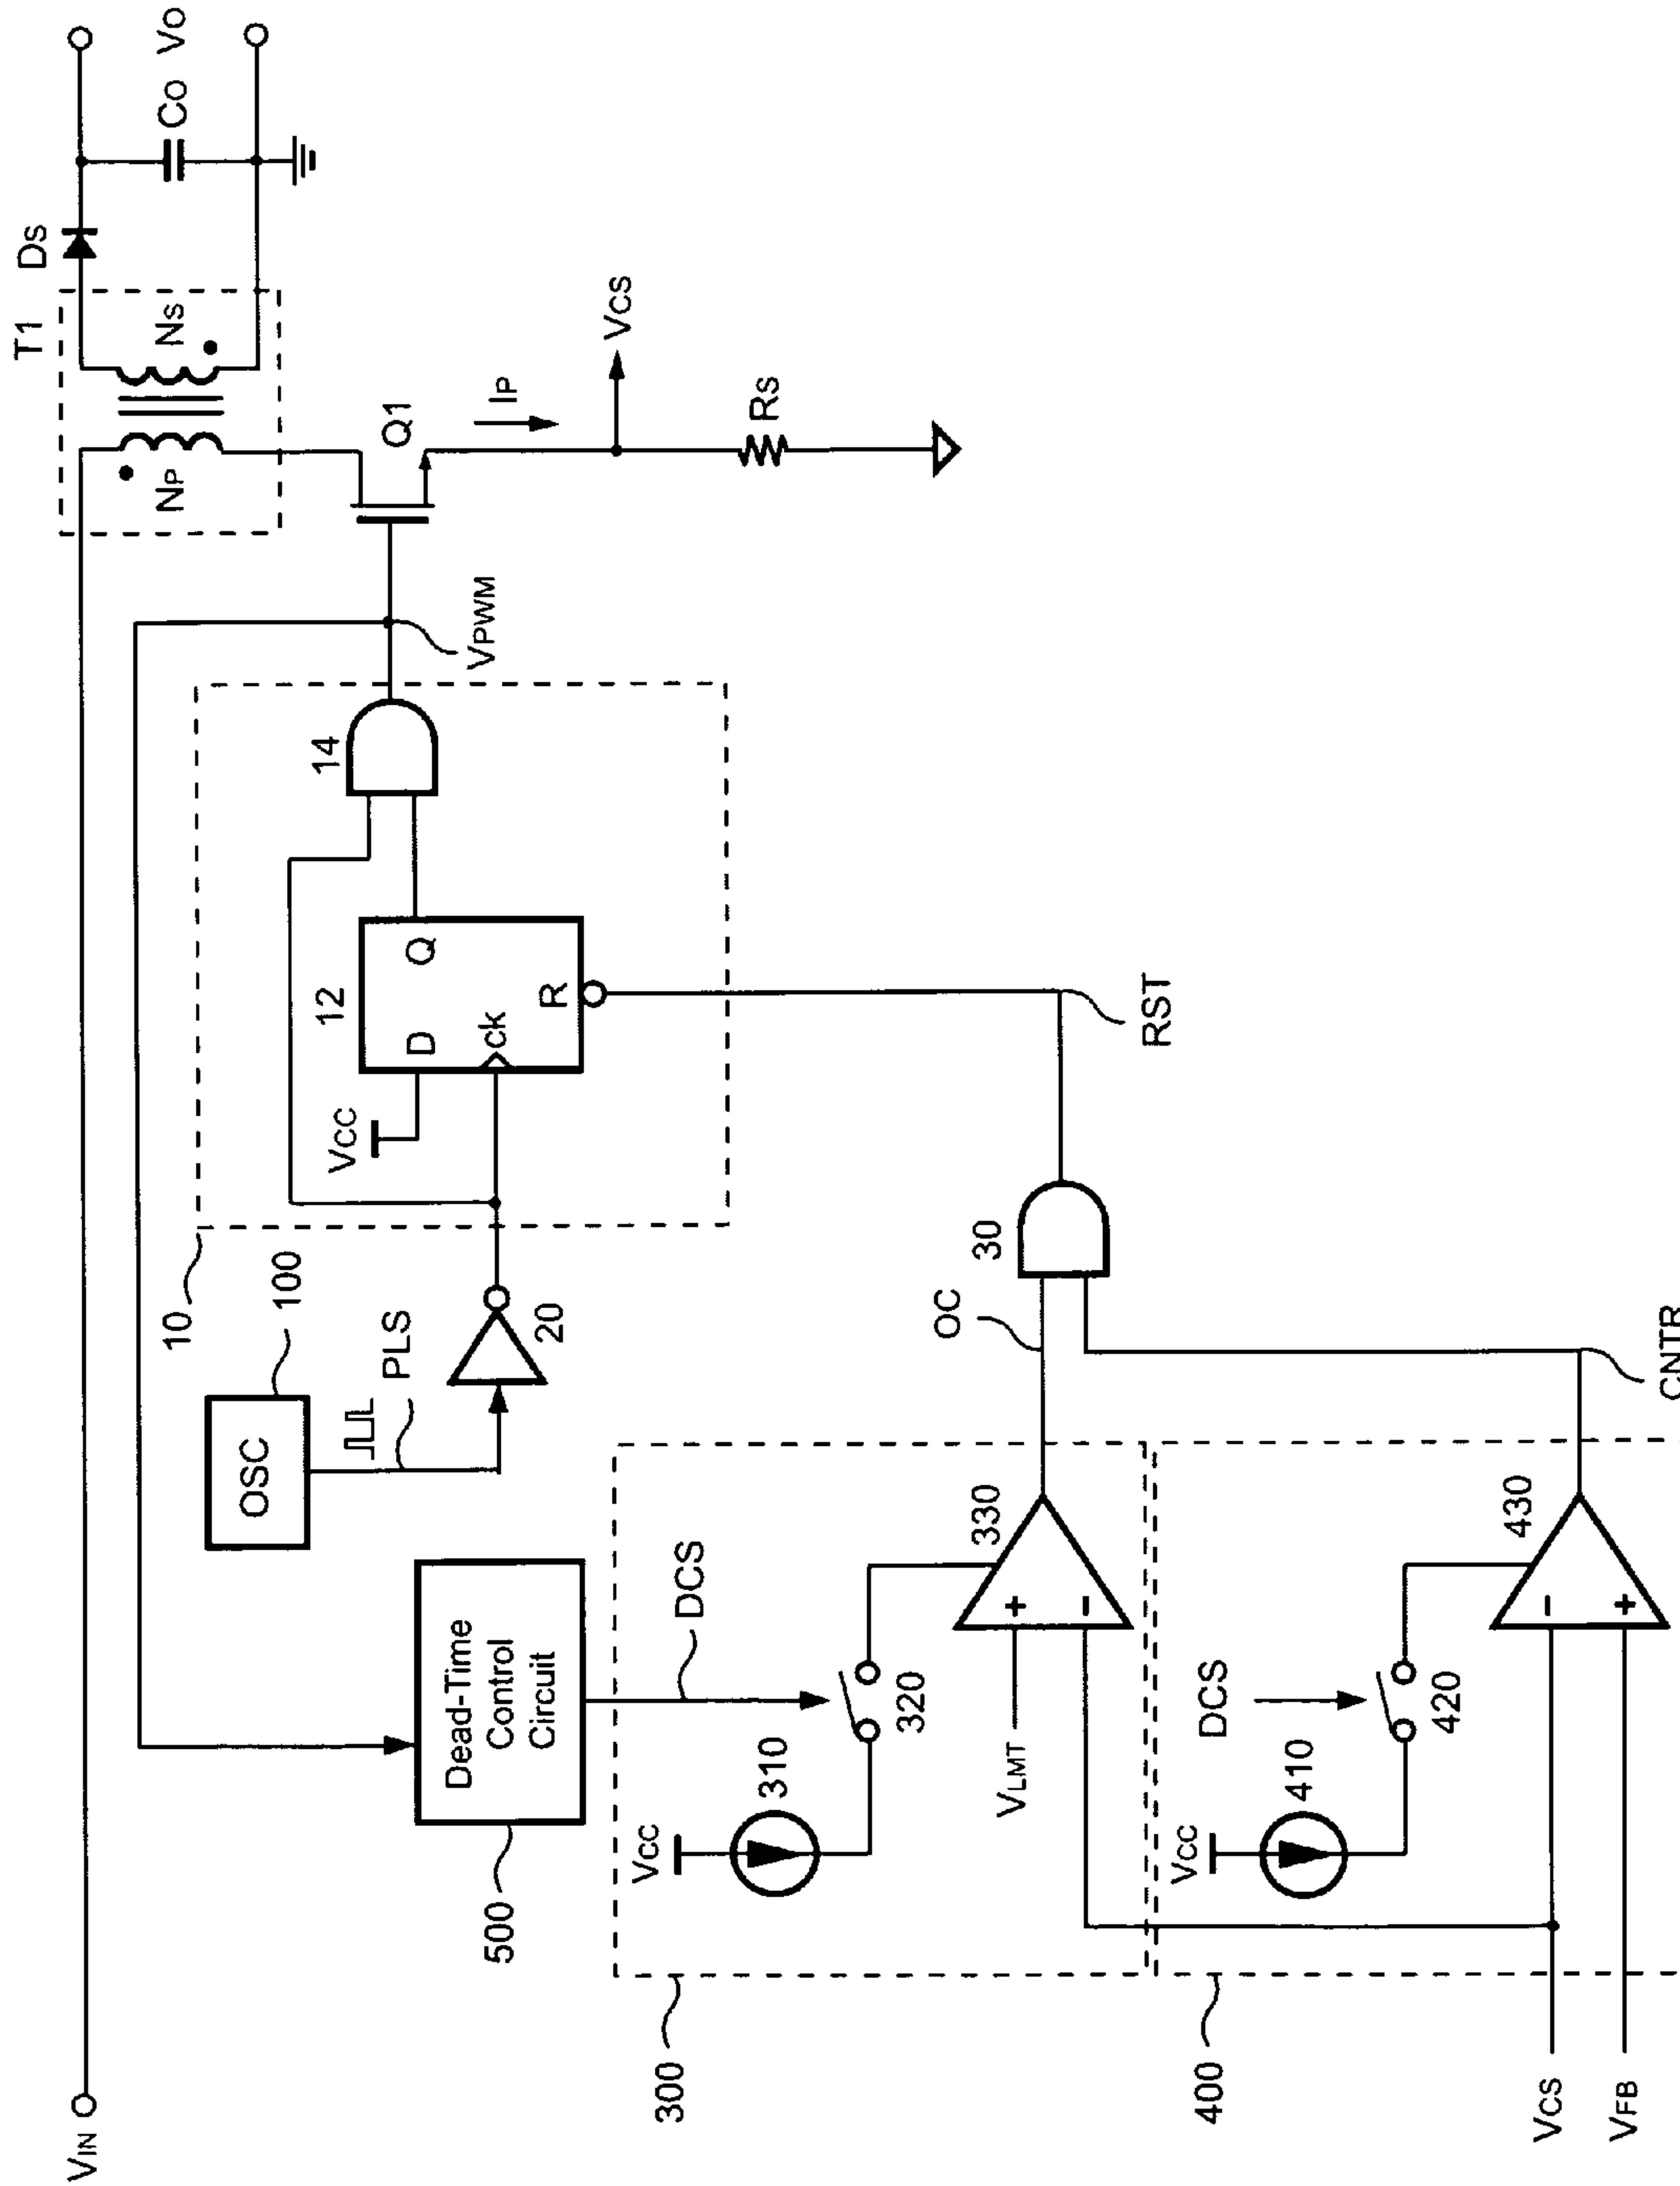 VIN
T1
NP
NS
DS
CO
VO
Q1
IP
VCS
RS
VPWM
10
14
12
D
Q
ck
R
VCC
20
OSC
100
PLS
RST
30
OC
CNTR
Dead-Time
Control
Circuit
500
DCS
300
VCC
310
320
330
+
-
VLMT
400
VCC
410
DCS
420
430
-
+
VCS
VFB